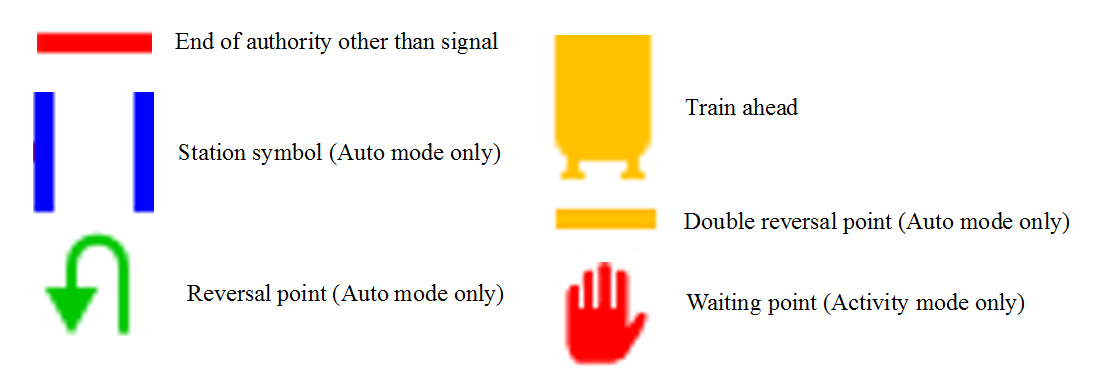 End of authority other than signal
Station symbol (Auto mode only)
Reversal point (Auto mode only)
Train ahead
Double reversal point (Auto mode only)
Waiting point (Activity mode only)